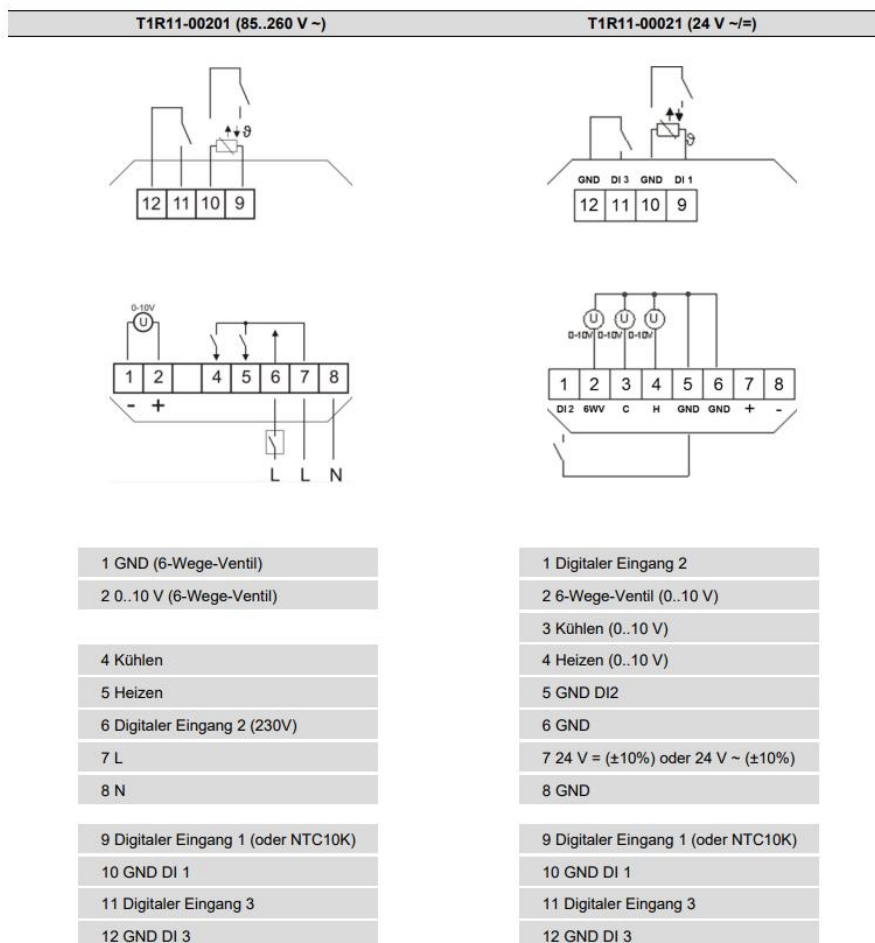 T1R11-00201 (85..260 V ~)
T1R11-00021 (24 V ~/=)
ϑ
12 11 10 9
ϑ
GND DI 3 GND DI 1
12 11 10 9
0-10V
U
1 2 4 5 6 7 8
- +
L L N
U U U
0-10V 0-10V 0-10V
1 2 3 4 5 6 7 8
DI 2 6WV C H GND GND + -
1 GND (6-Wege-Ventil)
2 0..10 V (6-Wege-Ventil)
4 Kühlen
5 Heizen
6 Digitaler Eingang 2 (230V)
7 L
8 N
9 Digitaler Eingang 1 (oder NTC10K)
10 GND DI 1
11 Digitaler Eingang 3
12 GND DI 3
1 Digitaler Eingang 2
2 6-Wege-Ventil (0..10 V)
3 Kühlen (0..10 V)
4 Heizen (0..10 V)
5 GND DI2
6 GND
7 24 V = (±10%) oder 24 V ~ (±10%)
8 GND
9 Digitaler Eingang 1 (oder NTC10K)
10 GND DI 1
11 Digitaler Eingang 3
12 GND DI 3